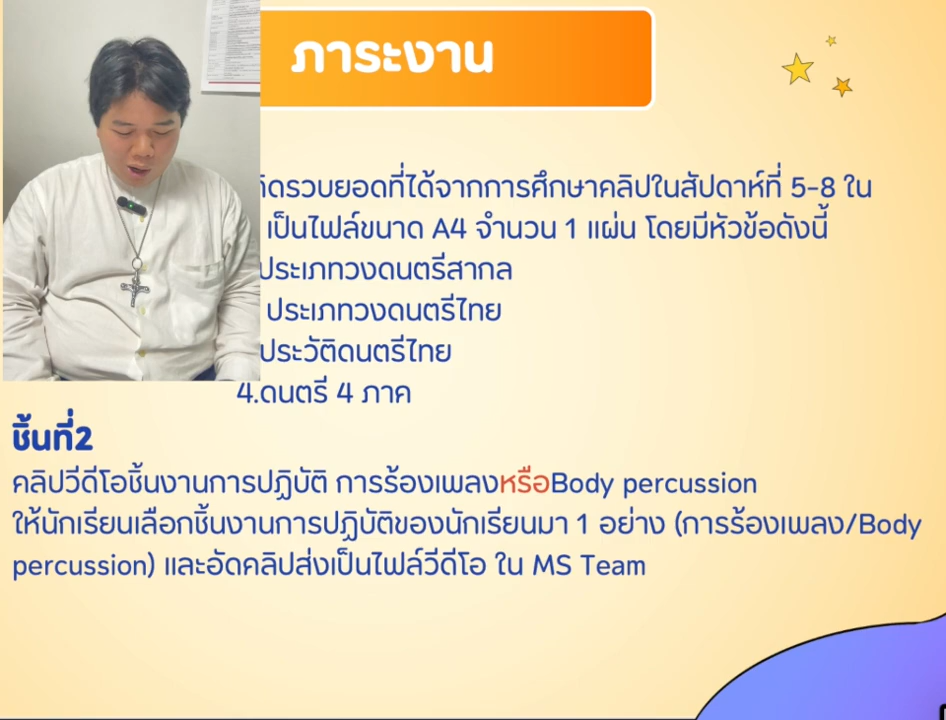 ภาระงาน
คิดรวบยอดที่ได้จากการศึกษาคลิปในสัปดาห์ที่ 5-8 ใน
เป็นไฟล์ขนาด A4 จำนวน 1 แผ่น โดยมีหัวข้อดังนี้
ประเภทวงดนตรีสากล
ประเภทวงดนตรีไทย
ประวัติดนตรีไทย
4.ดนตรี 4 ภาค
ชิ้นที่2
คลิปวีดีโอชิ้นงานการปฏิบัติ การร้องเพลงหรือBody percussion
ให้นักเรียนเลือกชิ้นงานการปฏิบัติของนักเรียนมา 1 อย่าง (การร้องเพลง/Body
percussion) และอัดคลิปส่งเป็นไฟล์วีดีโอ ใน MS Team